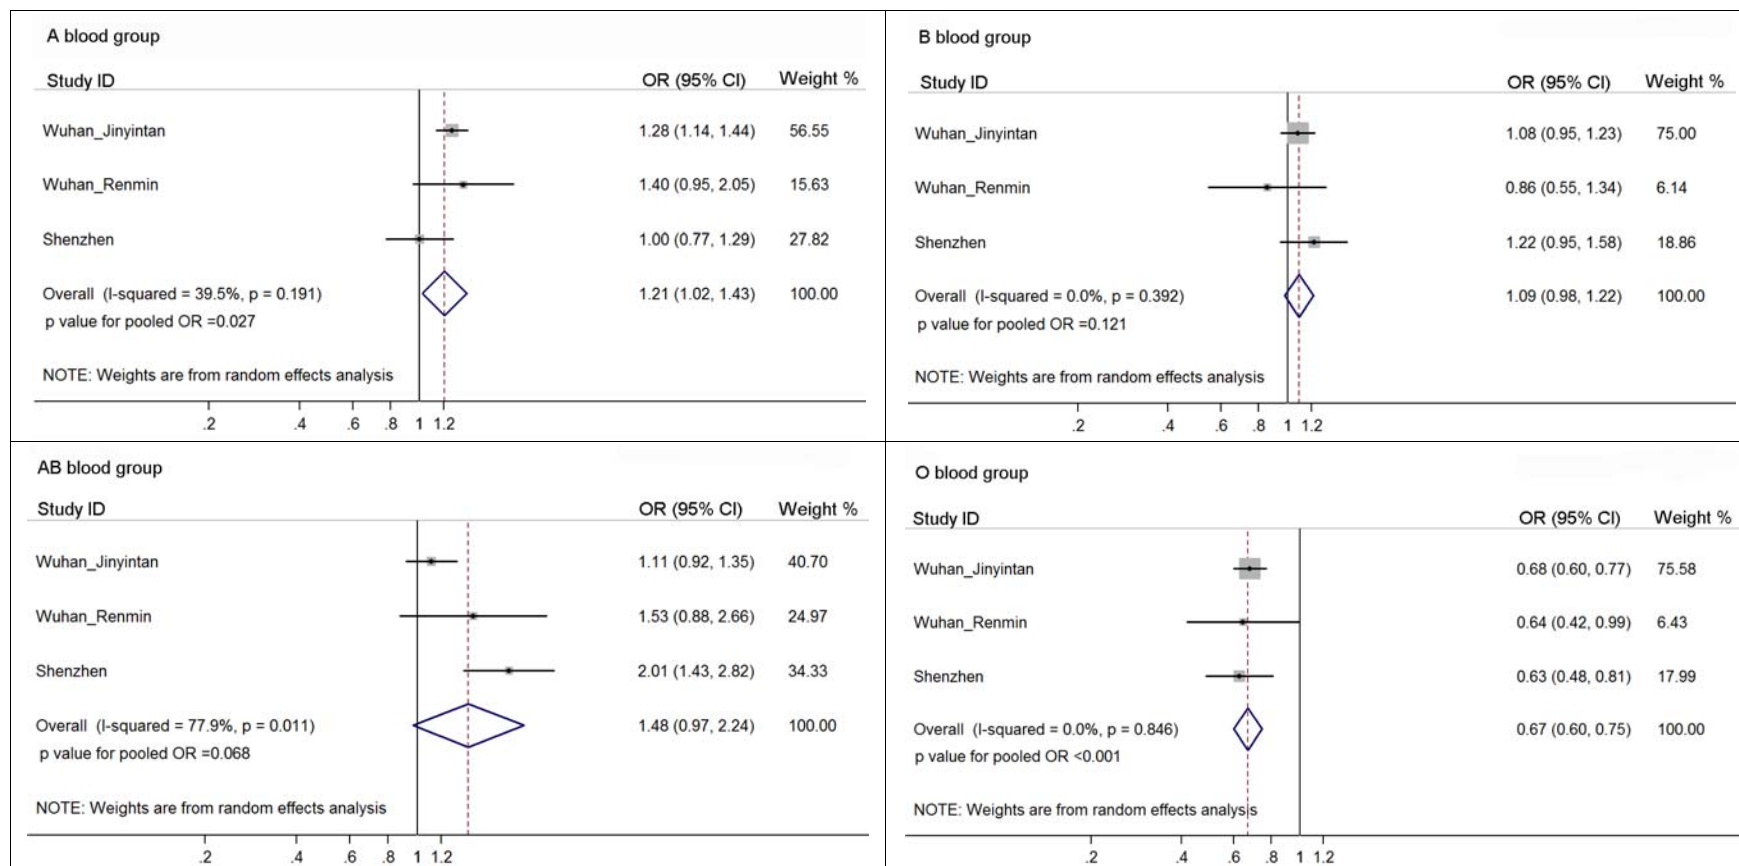 A blood group
Study ID OR (95% CI) Weight %
Wuhan_Jinyintan 1.28 (1.14, 1.44) 56.55
Wuhan_Renmin 1.40 (0.95, 2.05) 15.63
Shenzhen 1.00 (0.77, 1.29) 27.82
Overall (I-squared = 39.5%, p = 0.191) 1.21 (1.02, 1.43) 100.00
p value for pooled OR =0.027
NOTE: Weights are from random effects analysis
.2 .4 .6 .8 1 1.2
B blood group
Study ID OR (95% CI) Weight %
Wuhan_Jinyintan 1.08 (0.95, 1.23) 75.00
Wuhan_Renmin 0.86 (0.55, 1.34) 6.14
Shenzhen 1.22 (0.95, 1.58) 18.86
Overall (I-squared = 0.0%, p = 0.392) 1.09 (0.98, 1.22) 100.00
p value for pooled OR =0.121
NOTE: Weights are from random effects analysis
.2 .4 .6 .8 1 1.2
AB blood group
Study ID OR (95% CI) Weight %
Wuhan_Jinyintan 1.11 (0.92, 1.35) 40.70
Wuhan_Renmin 1.53 (0.88, 2.66) 24.97
Shenzhen 2.01 (1.43, 2.82) 34.33
Overall (I-squared = 77.9%, p = 0.011) 1.48 (0.97, 2.24) 100.00
p value for pooled OR =0.068
NOTE: Weights are from random effects analysis
.2 .4 .6 .8 1 1.2
O blood group
Study ID OR (95% CI) Weight %
Wuhan_Jinyintan 0.68 (0.60, 0.77) 75.58
Wuhan_Renmin 0.64 (0.42, 0.99) 6.43
Shenzhen 0.63 (0.48, 0.81) 17.99
Overall (I-squared = 0.0%, p = 0.846) 0.67 (0.60, 0.75) 100.00
p value for pooled OR <0.001
NOTE: Weights are from random effects analysis
.2 .4 .6 .8 1 1.2